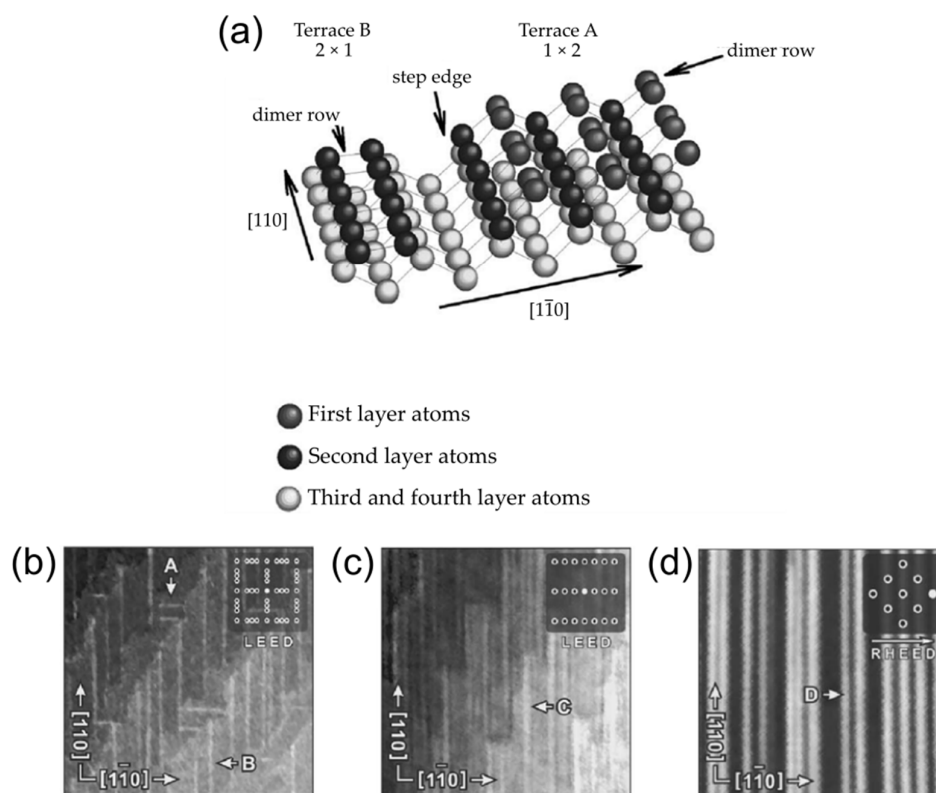 (a)
Terrace B
2 × 1
Terrace A
1 × 2
dimer row
step edge
dimer row
[110]
[11̄0]
First layer atoms
Second layer atoms
Third and fourth layer atoms
(b)
A
LEED
B
[110]
[11̄0]
(c)
LEED
C
[110]
[11̄0]
(d)
RHEED
D
[110]
[11̄0]